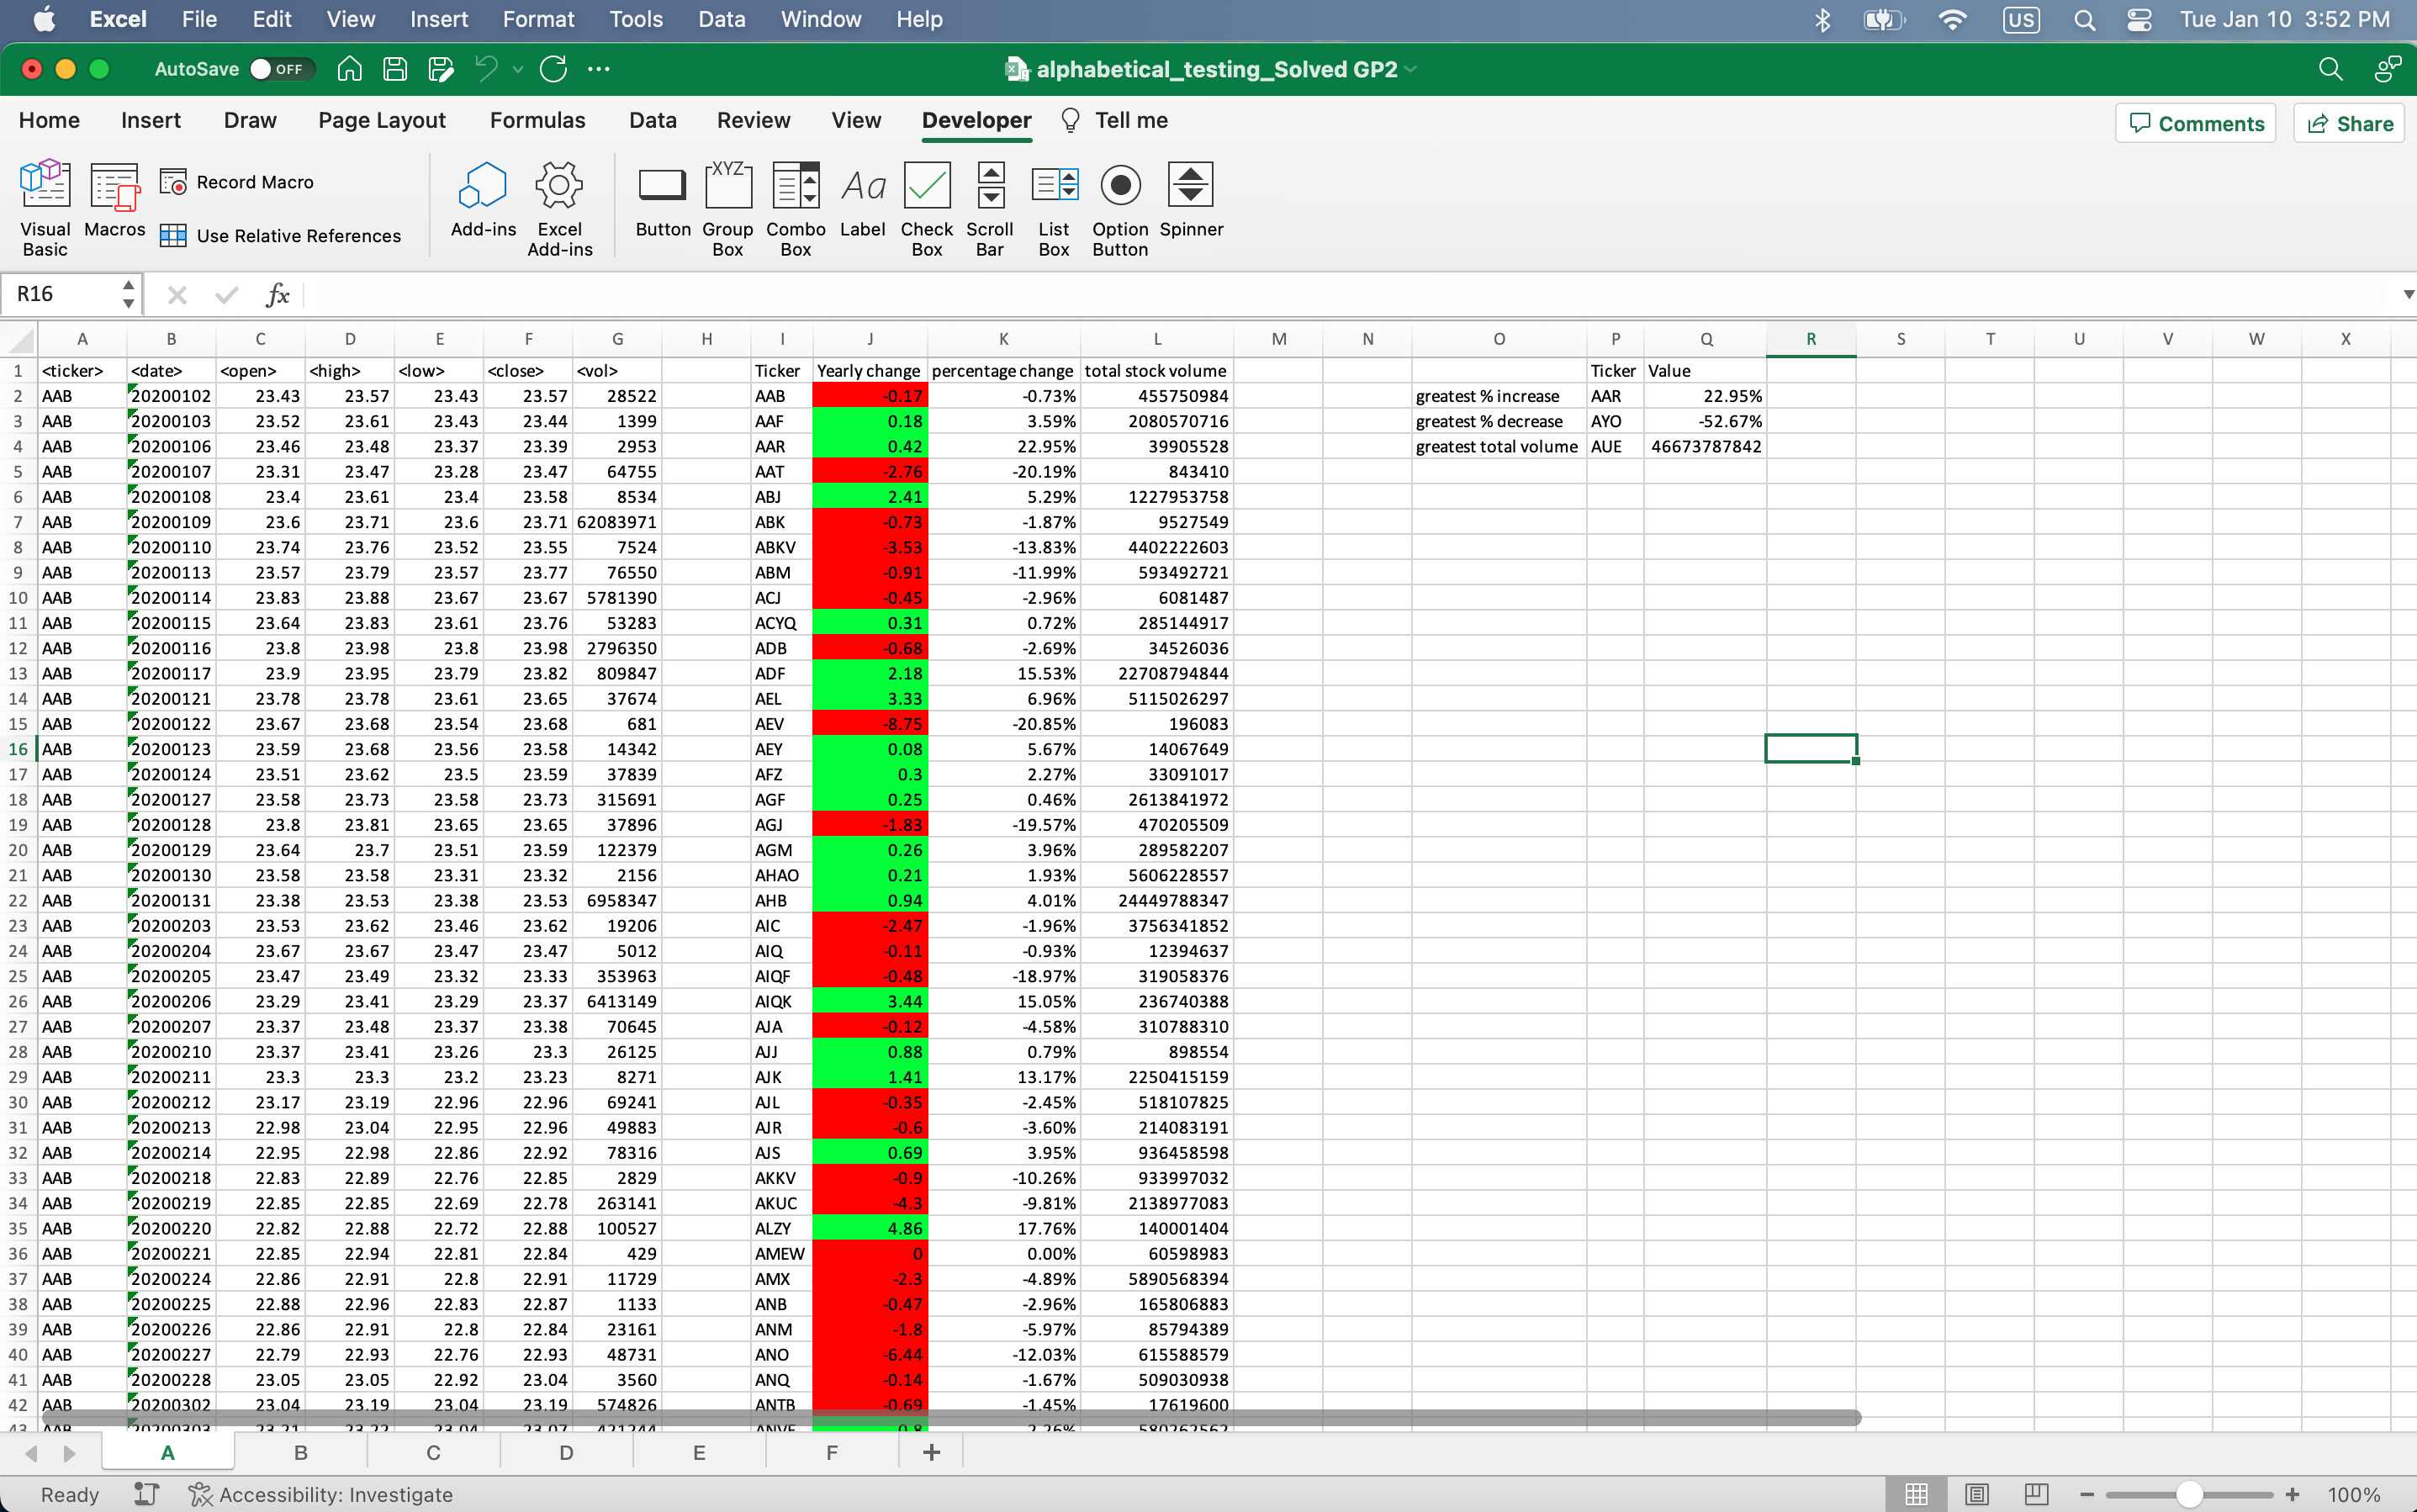 Excel File Edit View Insert Format Tools Data Window Help US Tue Jan 10 3:52 PM
AutoSave OFF alphabetical_testing_Solved GP2
Home Insert Draw Page Layout Formulas Data Review View Developer Tell me Comments Share
Visual Basic Macros Record Macro Use Relative References Add-ins Excel Add-ins Button Group Box Combo Box Label Check Box Scroll Bar List Box Option Button Spinner
R16 fx
A B C D E F G H I J K L M N O P Q R S T U V W X
1 <ticker> <date> <open> <high> <low> <close> <vol> Ticker Yearly change percentage change total stock volume Ticker Value
2 AAB 20200102 23.43 23.57 23.43 23.57 28522 AAB -0.17 -0.73% 455750984 greatest % increase AAR 22.95%
3 AAB 20200103 23.52 23.61 23.43 23.44 1399 AAF 0.18 3.59% 2080570716 greatest % decrease AYO -52.67%
4 AAB 20200106 23.46 23.48 23.37 23.39 2953 AAR 0.42 22.95% 39905528 greatest total volume AUE 46673787842
5 AAB 20200107 23.31 23.47 23.28 23.47 64755 AAT -2.76 -20.19% 843410
6 AAB 20200108 23.4 23.61 23.4 23.58 8534 ABJ 2.41 5.29% 1227953758
7 AAB 20200109 23.6 23.71 23.6 23.71 62083971 ABK -0.73 -1.87% 9527549
8 AAB 20200110 23.74 23.76 23.52 23.55 7524 ABKV -3.53 -13.83% 4402222603
9 AAB 20200113 23.57 23.79 23.57 23.77 76550 ABM -0.91 -11.99% 593492721
10 AAB 20200114 23.83 23.88 23.67 23.67 5781390 ACJ -0.45 -2.96% 6081487
11 AAB 20200115 23.64 23.83 23.61 23.76 53283 ACYQ 0.31 0.72% 285144917
12 AAB 20200116 23.8 23.98 23.8 23.98 2796350 ADB -0.68 -2.69% 34526036
13 AAB 20200117 23.9 23.95 23.79 23.82 809847 ADF 2.18 15.53% 22708794844
14 AAB 20200121 23.78 23.78 23.61 23.65 37674 AEL 3.33 6.96% 5115026297
15 AAB 20200122 23.67 23.68 23.54 23.68 681 AEV -8.75 -20.85% 196083
16 AAB 20200123 23.59 23.68 23.56 23.58 14342 AEY 0.08 5.67% 14067649
17 AAB 20200124 23.51 23.62 23.5 23.59 37839 AFZ 0.3 2.27% 33091017
18 AAB 20200127 23.58 23.73 23.58 23.73 315691 AGF 0.25 0.46% 2613841972
19 AAB 20200128 23.8 23.81 23.65 23.65 37896 AGJ -1.83 -19.57% 470205509
20 AAB 20200129 23.64 23.7 23.51 23.59 122379 AGM 0.26 3.96% 289582207
21 AAB 20200130 23.58 23.58 23.31 23.32 2156 AHAO 0.21 1.93% 5606228557
22 AAB 20200131 23.38 23.53 23.38 23.53 6958347 AHB 0.94 4.01% 24449788347
23 AAB 20200203 23.53 23.62 23.46 23.62 19206 AIC -2.47 -1.96% 3756341852
24 AAB 20200204 23.67 23.67 23.47 23.47 5012 AIQ -0.11 -0.93% 12394637
25 AAB 20200205 23.47 23.49 23.32 23.33 353963 AIQF -0.48 -18.97% 319058376
26 AAB 20200206 23.29 23.41 23.29 23.37 6413149 AIQK 3.44 15.05% 236740388
27 AAB 20200207 23.37 23.48 23.37 23.38 70645 AJA -0.12 -4.58% 310788310
28 AAB 20200210 23.37 23.41 23.26 23.3 26125 AJJ 0.88 0.79% 898554
29 AAB 20200211 23.3 23.3 23.2 23.23 8271 AJK 1.41 13.17% 2250415159
30 AAB 20200212 23.17 23.19 22.96 22.96 69241 AJL -0.35 -2.45% 518107825
31 AAB 20200213 22.98 23.04 22.95 22.96 49883 AJR -0.6 -3.60% 214083191
32 AAB 20200214 22.95 22.98 22.86 22.92 78316 AJS 0.69 3.95% 936458598
33 AAB 20200218 22.83 22.89 22.76 22.85 2829 AKKV -0.9 -10.26% 933997032
34 AAB 20200219 22.85 22.85 22.69 22.78 263141 AKUC -4.3 -9.81% 2138977083
35 AAB 20200220 22.82 22.88 22.72 22.88 100527 ALZY 4.86 17.76% 140001404
36 AAB 20200221 22.85 22.94 22.81 22.84 429 AMEW 0 0.00% 60598983
37 AAB 20200224 22.86 22.91 22.8 22.91 11729 AMX -2.3 -4.89% 5890568394
38 AAB 20200225 22.88 22.96 22.83 22.87 1133 ANB -0.47 -2.96% 165806883
39 AAB 20200226 22.86 22.91 22.8 22.84 23161 ANM -1.8 -5.97% 85794389
40 AAB 20200227 22.79 22.93 22.76 22.93 48731 ANO -6.44 -12.03% 615588579
41 AAB 20200228 23.05 23.05 22.92 23.04 3560 ANQ -0.14 -1.67% 509030938
42 AAB 20200302 23.04 23.19 23.04 23.19 574826 ANTB -0.69 -1.45% 17619600
A B C D E F +
Ready Accessibility: Investigate 100%